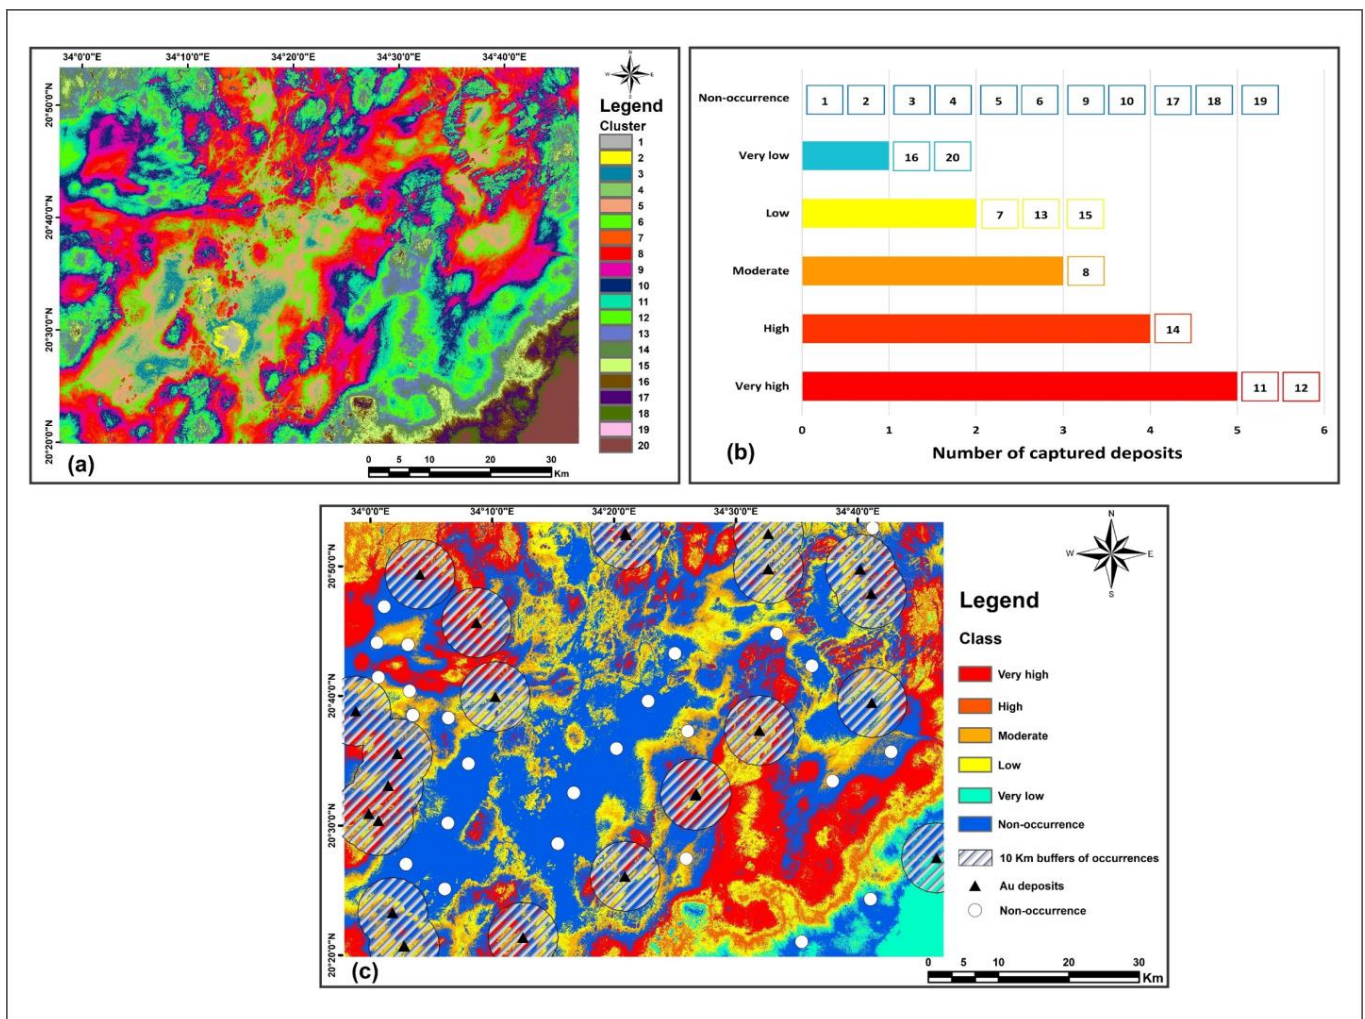 34°0'0"E 34°10'0"E 34°20'0"E 34°30'0"E 34°40'0"E
20°50'0"N
20°40'0"N
20°30'0"N
20°20'0"N
N
W E
S
Legend
Cluster
1
2
3
4
5
6
7
8
9
10
11
12
13
14
15
16
17
18
19
20
(a)
0 5 10 20 30
Km
Non-occurrence 1 2 3 4 5 6 9 10 17 18 19
Very low 16 20
Low 7 13 15
Moderate 8
High 14
Very high 11 12
0 1 2 3 4 5 6
(b) Number of captured deposits
34°0'0"E 34°10'0"E 34°20'0"E 34°30'0"E 34°40'0"E
20°50'0"N
20°40'0"N
20°30'0"N
20°20'0"N
N
W E
S
Legend
Class
Very high
High
Moderate
Low
Very low
Non-occurrence
10 Km buffers of occurrences
Au deposits
Non-occurrence
(c)
0 5 10 20 30
Km